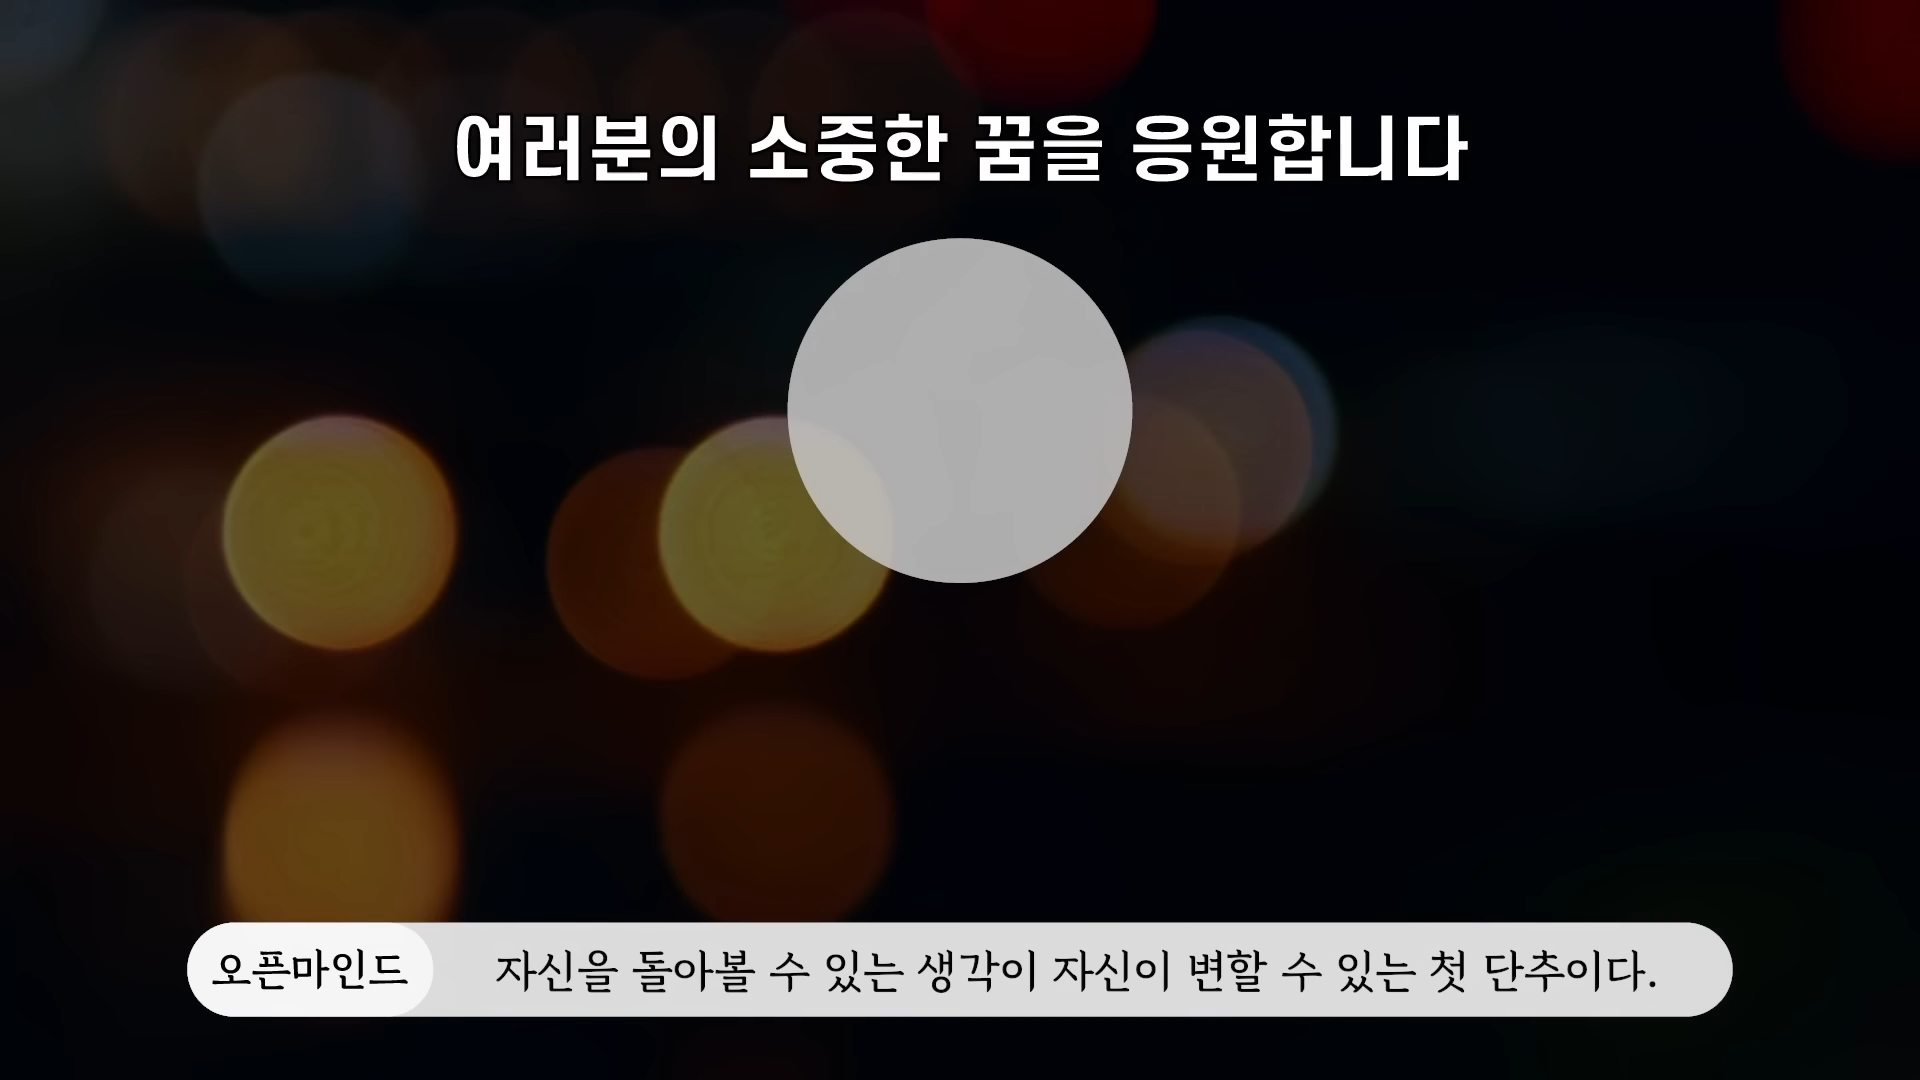 여러분의 소중한 꿈을 응원합니다
오픈마인드
자신을 돌아볼 수 있는 생각이 자신이 변할 수 있는 첫 단추이다.